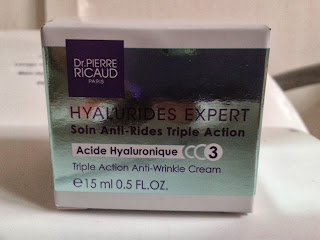 Dr. PIERRE
RICAUD
PARIS
HYALURIDES EXPERT
Soin Anti-Rides Triple Action
Acide Hyaluronique 3
Triple Action Anti-Wrinkle Cream
℮ 15 ml 0.5 FL.OZ.